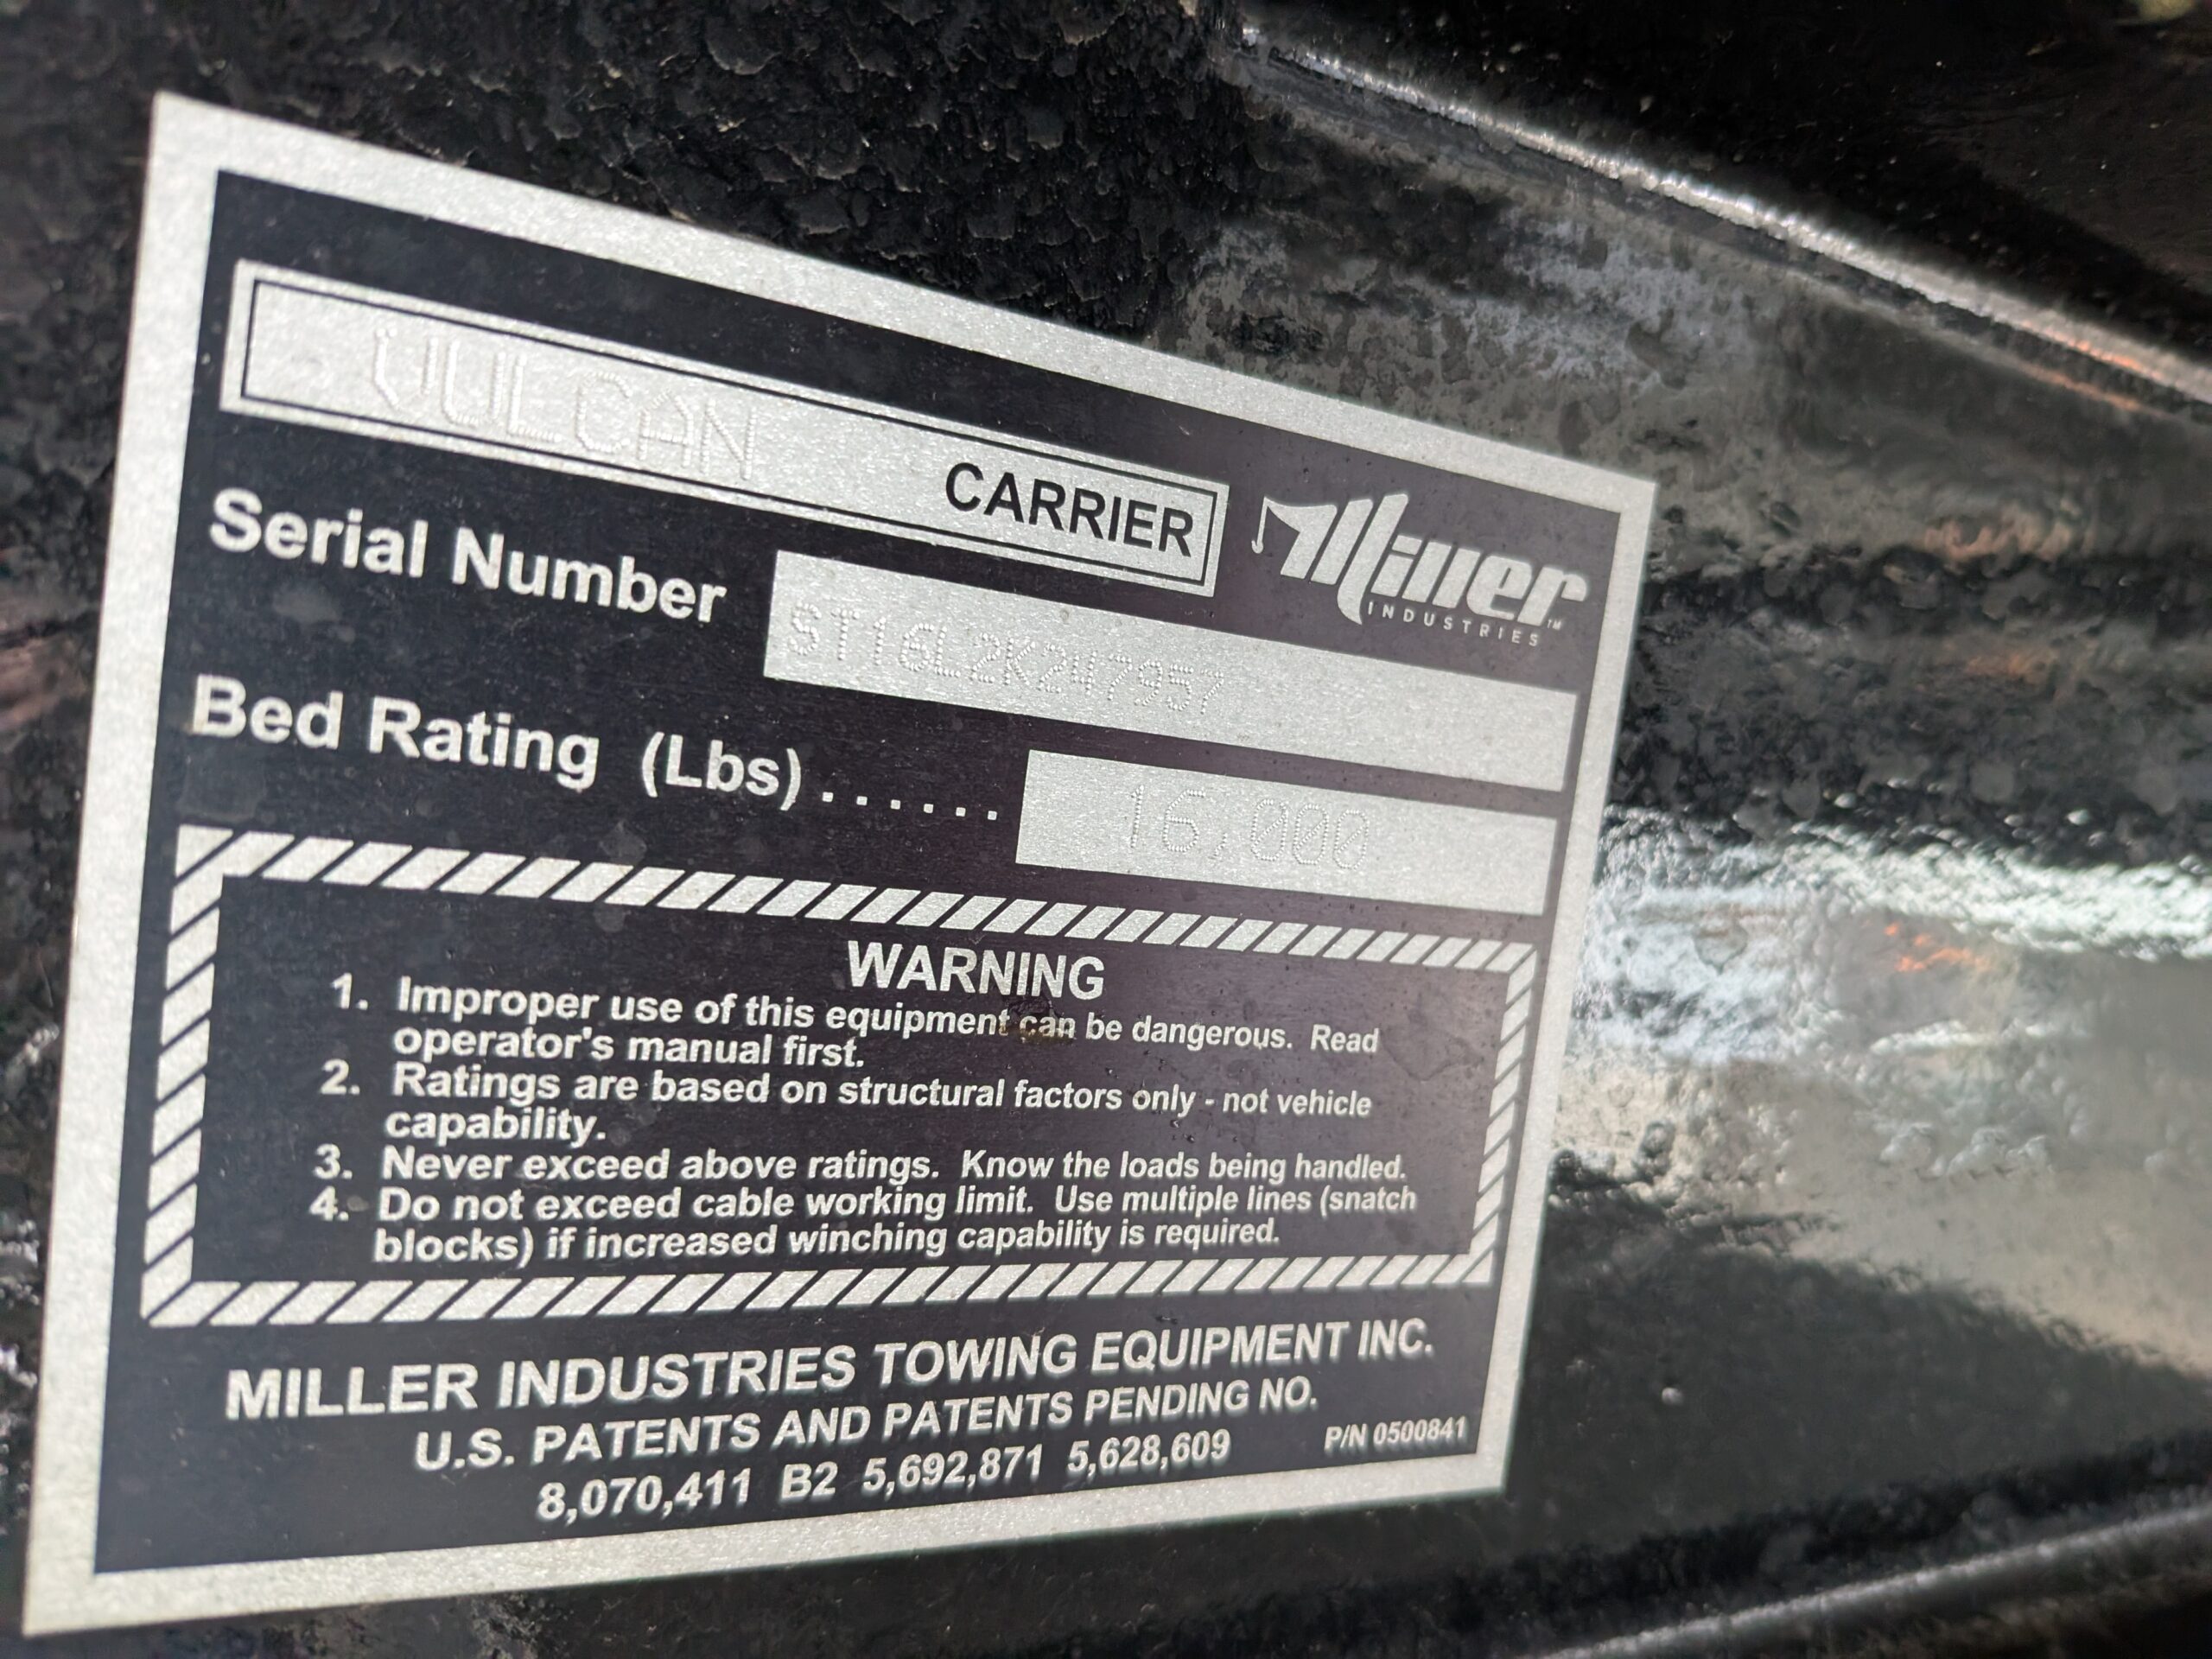 VULCAN CARRIER
Miller
INDUSTRIES™
Serial Number ST16L2K247957
Bed Rating (Lbs)...... 16,000
WARNING
1. Improper use of this equipment can be dangerous. Read
operator's manual first.
2. Ratings are based on structural factors only - not vehicle
capability.
3. Never exceed above ratings. Know the loads being handled.
4. Do not exceed cable working limit. Use multiple lines (snatch
blocks) if increased winching capability is required.
MILLER INDUSTRIES TOWING EQUIPMENT INC.
U.S. PATENTS AND PATENTS PENDING NO.
8,070,411 B2 5,692,871 5,628,609 P/N 0500841